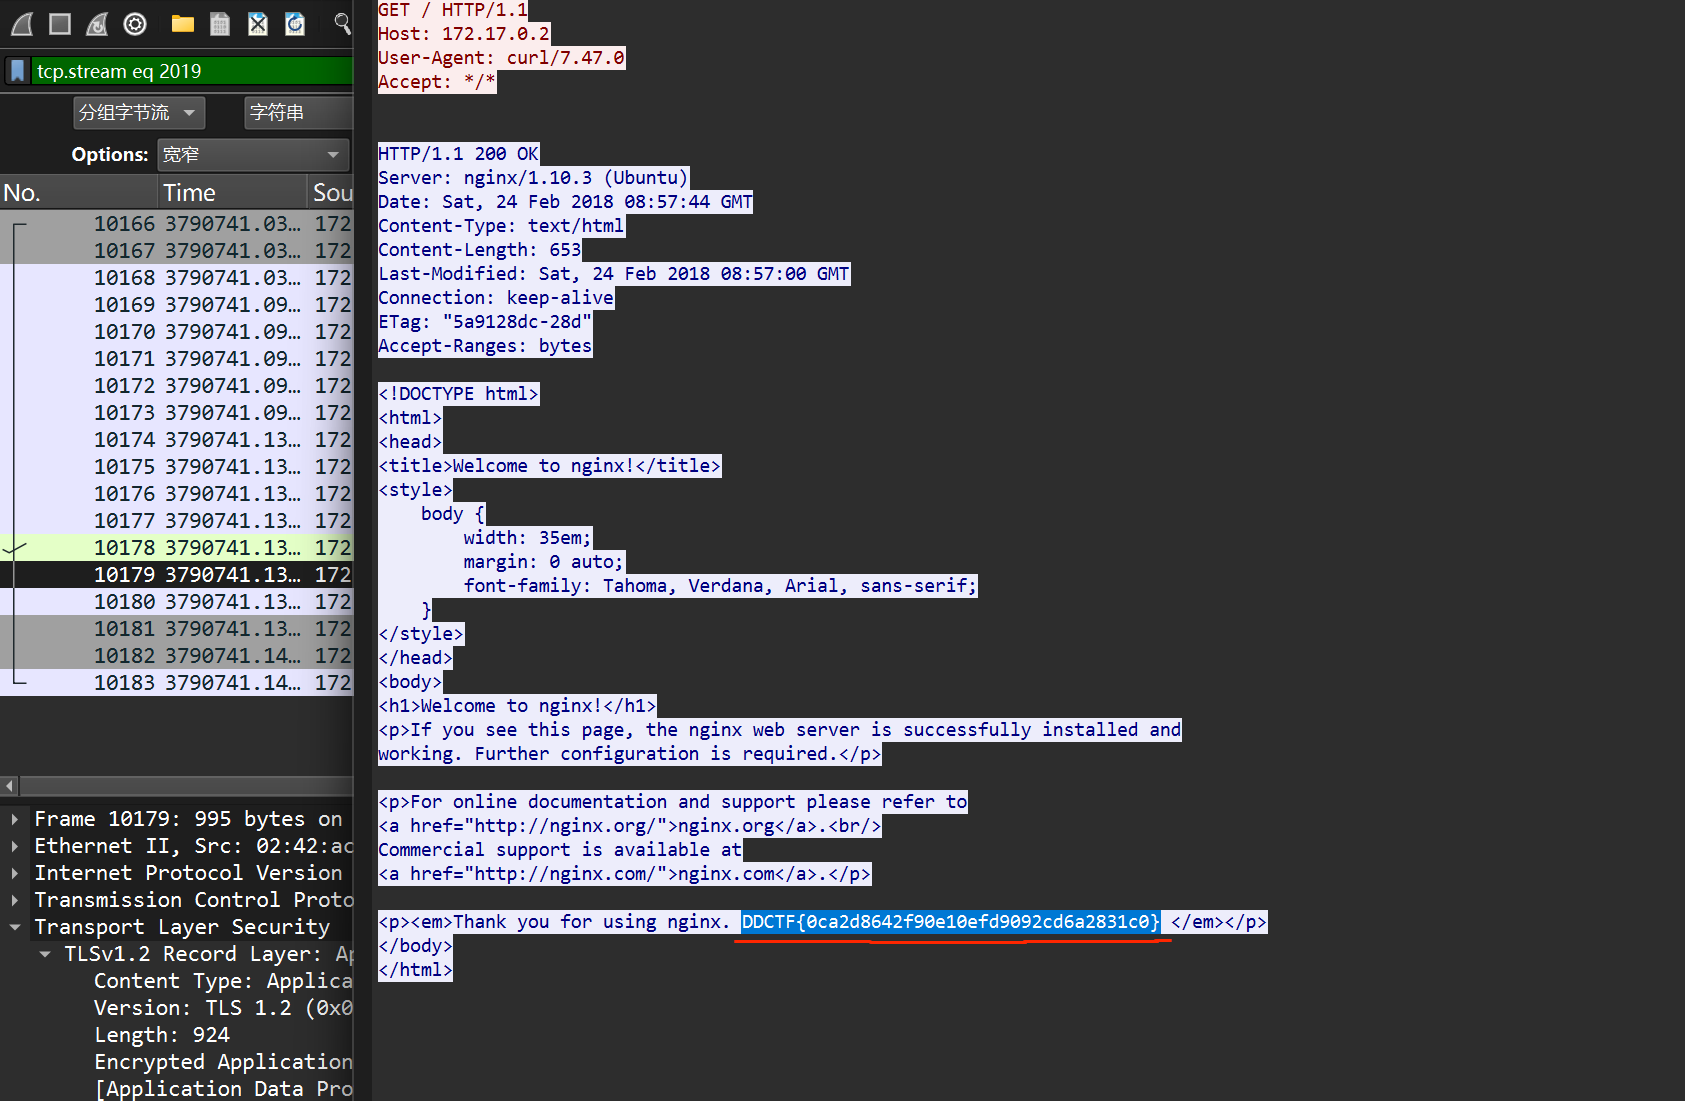 tcp.stream eq 2019
分组字节流
字符串
Options:
宽窄
No.
Time
Sou
10166 3790741.03… 172
10167 3790741.03… 172
10168 3790741.03… 172
10169 3790741.09… 172
10170 3790741.09… 172
10171 3790741.09… 172
10172 3790741.09… 172
10173 3790741.09… 172
10174 3790741.13… 172
10175 3790741.13… 172
10176 3790741.13… 172
10177 3790741.13… 172
10178 3790741.13… 172
10179 3790741.13… 172
10180 3790741.13… 172
10181 3790741.13… 172
10182 3790741.14… 172
10183 3790741.14… 172
Frame 10179: 995 bytes on
Ethernet II, Src: 02:42:ac
Internet Protocol Version
Transmission Control Proto
Transport Layer Security
TLSv1.2 Record Layer: Ap
Content Type: Applica
Version: TLS 1.2 (0x0
Length: 924
Encrypted Application
[Application Data Pro
GET / HTTP/1.1
Host: 172.17.0.2
User-Agent: curl/7.47.0
Accept: */*
HTTP/1.1 200 OK
Server: nginx/1.10.3 (Ubuntu)
Date: Sat, 24 Feb 2018 08:57:44 GMT
Content-Type: text/html
Content-Length: 653
Last-Modified: Sat, 24 Feb 2018 08:57:00 GMT
Connection: keep-alive
ETag: "5a9128dc-28d"
Accept-Ranges: bytes
<!DOCTYPE html>
<html>
<head>
<title>Welcome to nginx!</title>
<style>
body {
width: 35em;
margin: 0 auto;
font-family: Tahoma, Verdana, Arial, sans-serif;
}
</style>
</head>
<body>
<h1>Welcome to nginx!</h1>
<p>If you see this page, the nginx web server is successfully installed and
working. Further configuration is required.</p>
<p>For online documentation and support please refer to
<a href="http://nginx.org/">nginx.org</a>.<br/>
Commercial support is available at
<a href="http://nginx.com/">nginx.com</a>.</p>
<p><em>Thank you for using nginx. DDCTF{0ca2d8642f90e10efd9092cd6a2831c0} </em></p>
</body>
</html>